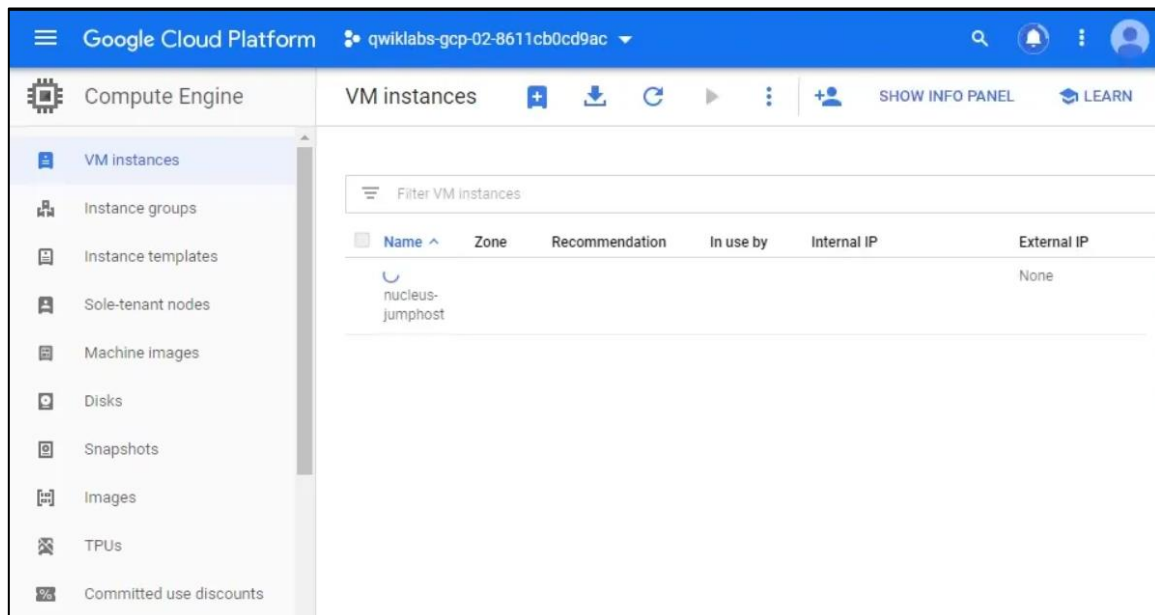 Google Cloud Platform qwiklabs-gcp-02-8611cb0cd9ac
Compute Engine
VM instances
SHOW INFO PANEL
LEARN
VM instances
Instance groups
Instance templates
Sole-tenant nodes
Machine images
Disks
Snapshots
Images
TPUs
Committed use discounts
Filter VM instances
Name Zone Recommendation In use by Internal IP External IP
nucleus-
jumphost
None